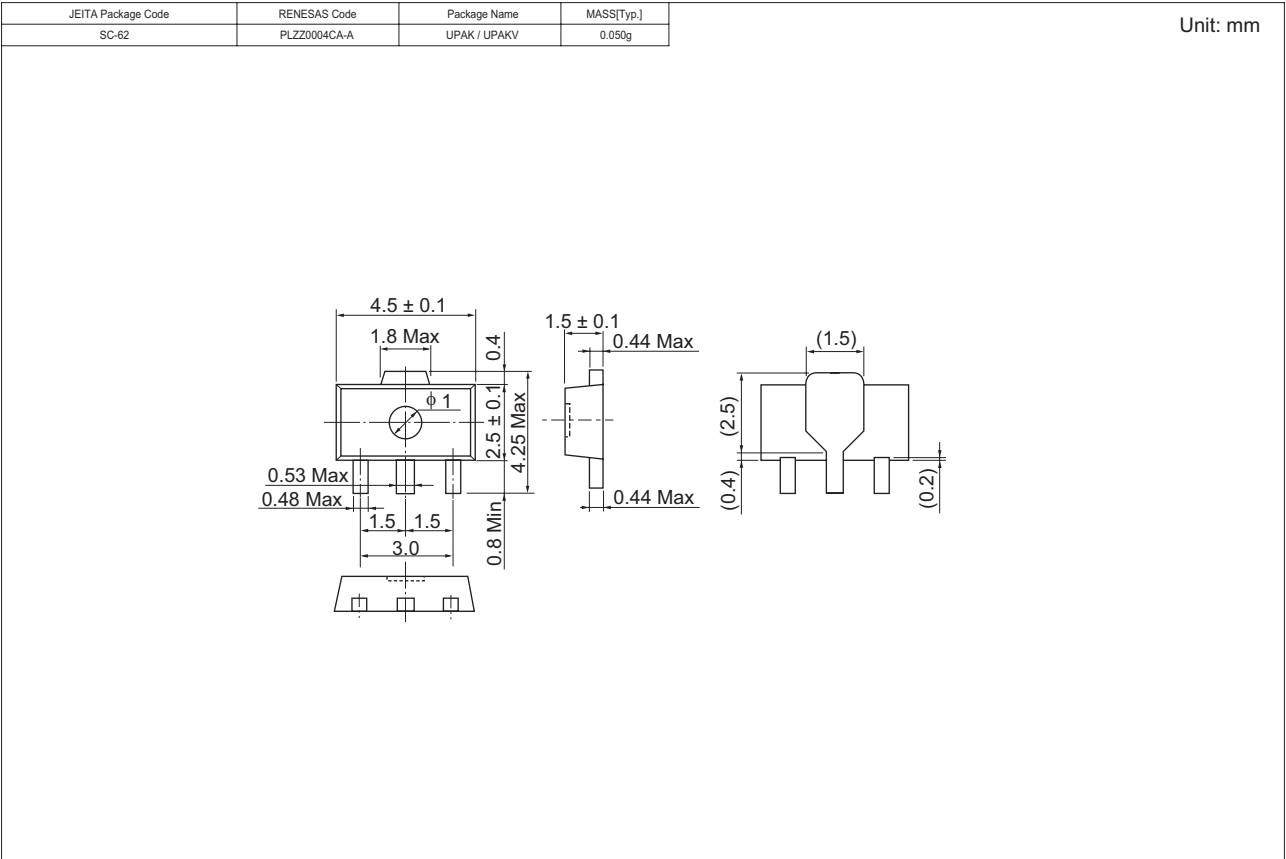 JEITA Package Code RENESAS Code Package Name MASS[Typ.]
SC-62 PLZZ0004CA-A UPAK / UPAKV 0.050g
Unit: mm
4.5 ± 0.1
1.8 Max
0.4
ϕ 1
2.5 ± 0.1
4.25 Max
0.53 Max
0.48 Max
1.5 1.5
3.0
0.8 Min
1.5 ± 0.1
0.44 Max
0.44 Max
(1.5)
(2.5)
(0.4)
(0.2)